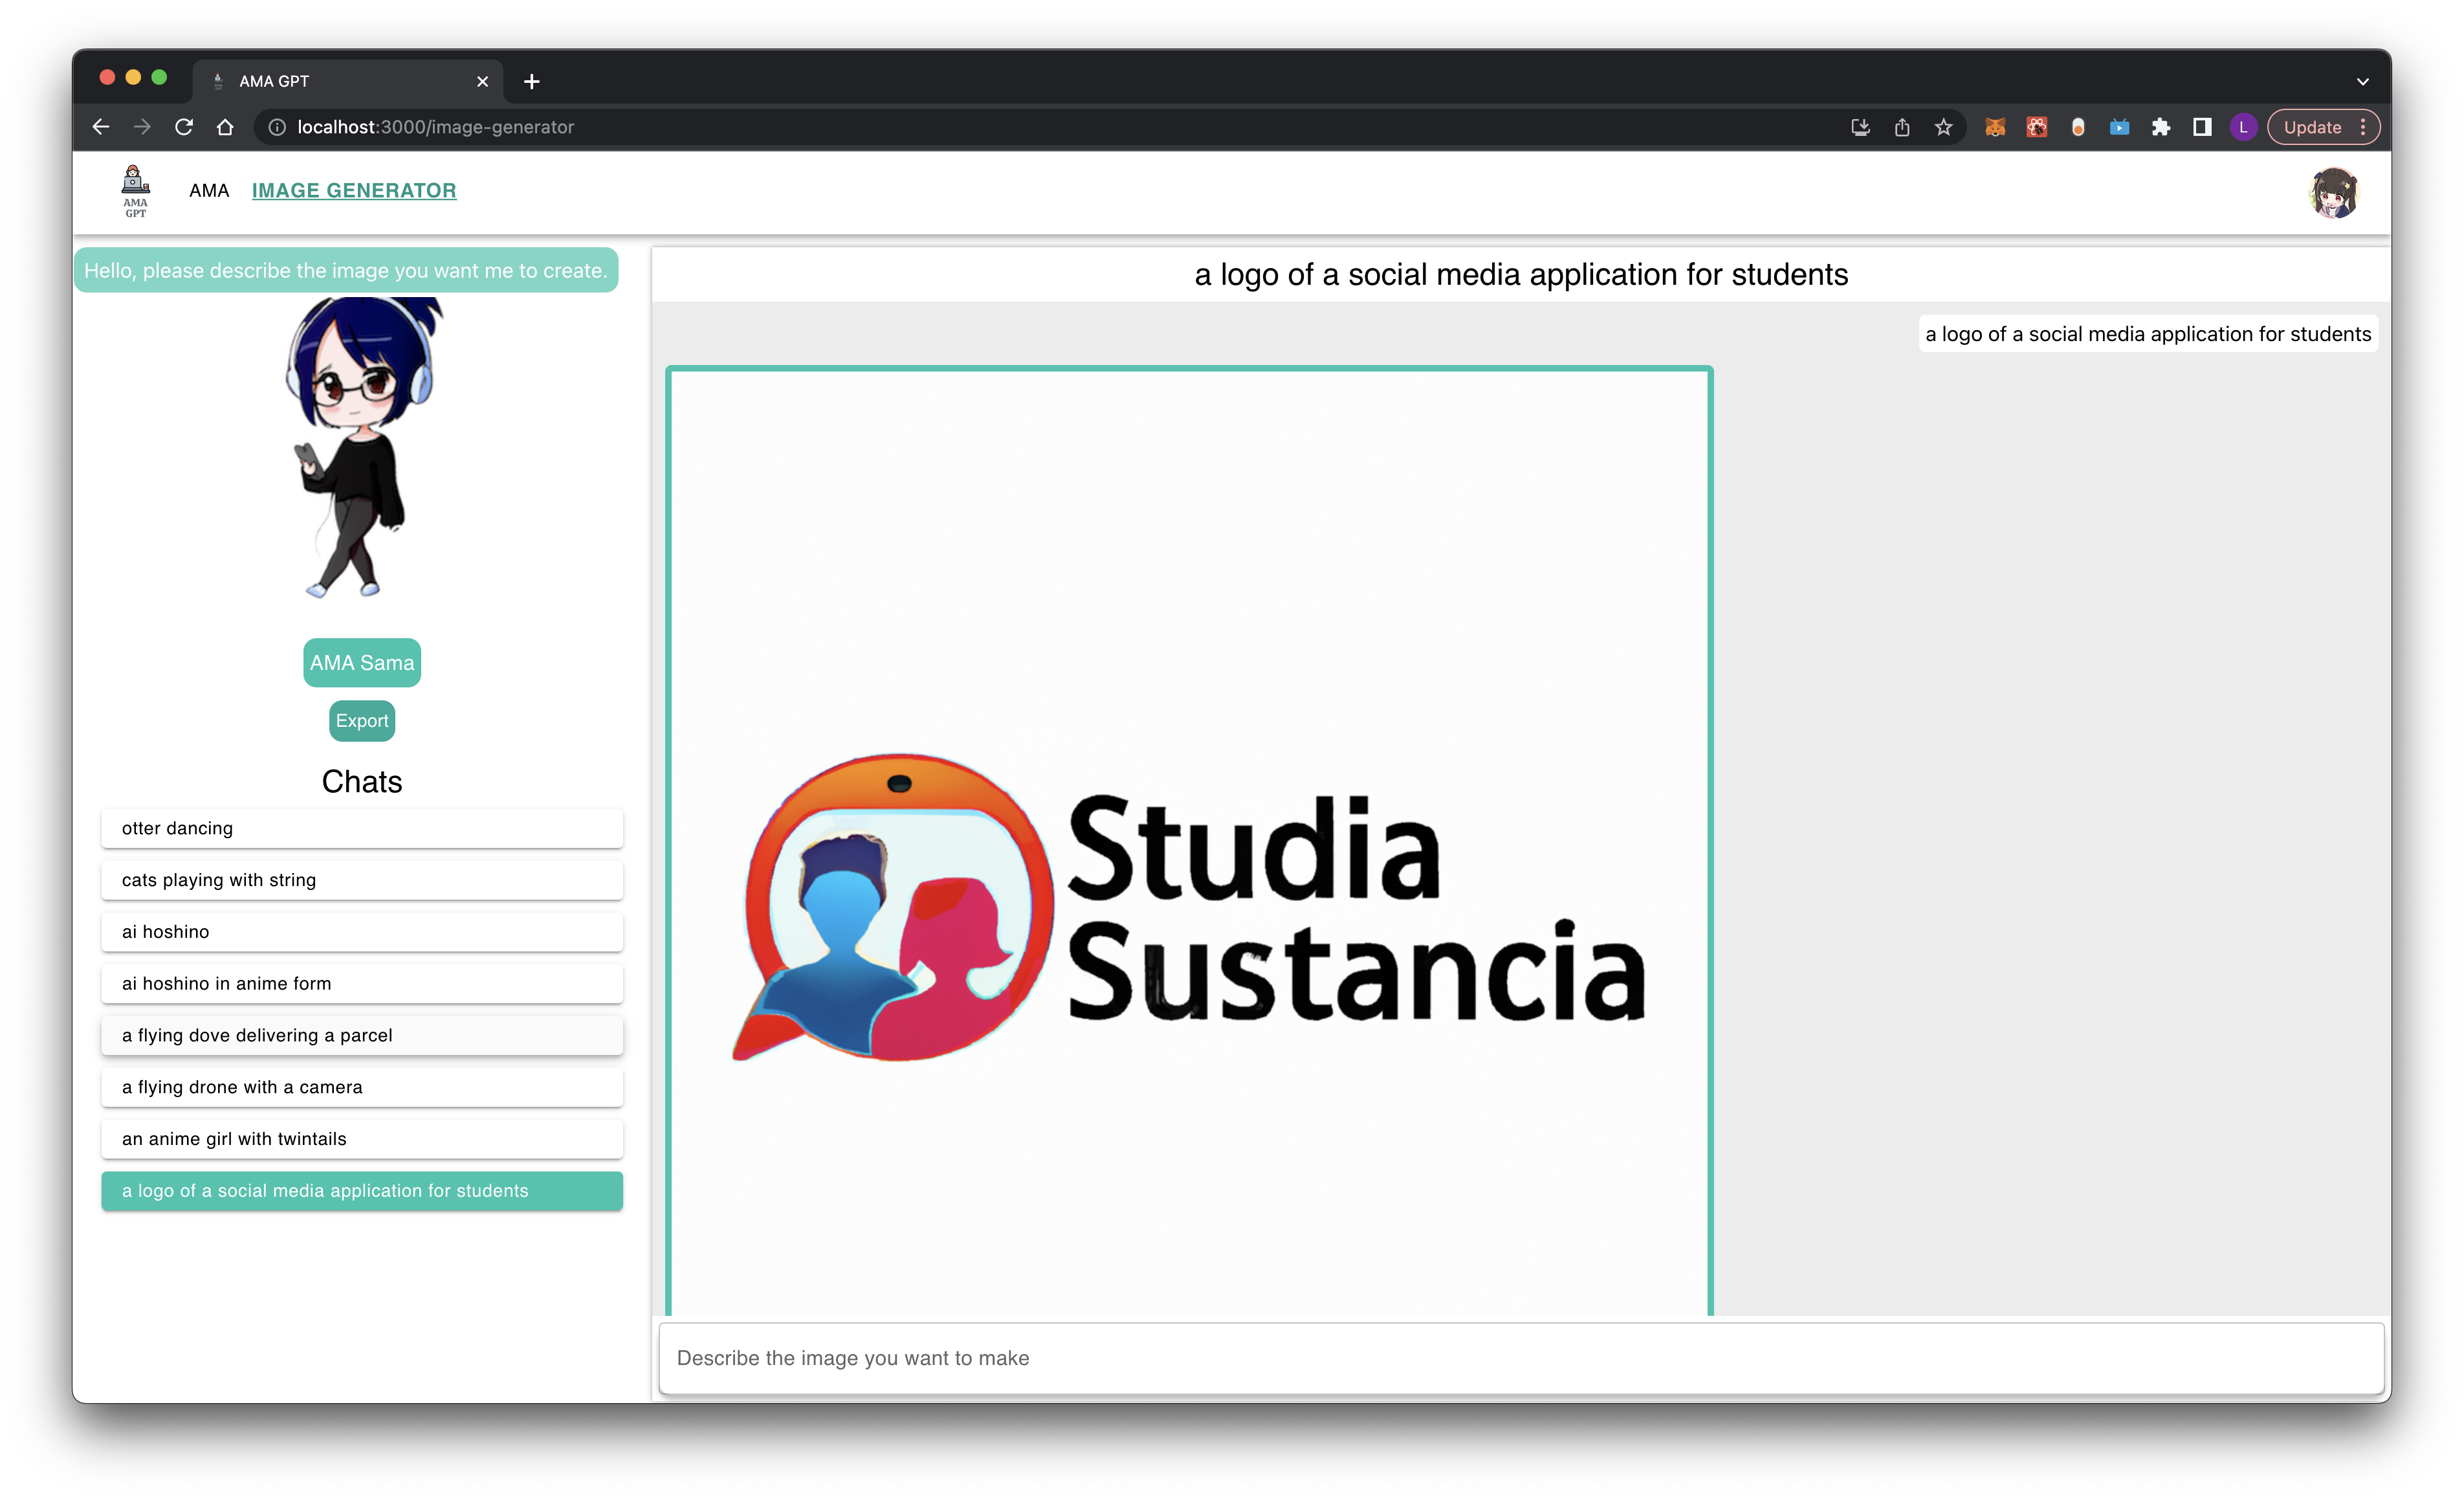 AMA GPT
localhost:3000/image-generator
L
Update
AMA
GPT
AMA
IMAGE GENERATOR
Hello, please describe the image you want me to create.
AMA Sama
Export
Chats
otter dancing
cats playing with string
ai hoshino
ai hoshino in anime form
a flying dove delivering a parcel
a flying drone with a camera
an anime girl with twintails
a logo of a social media application for students
a logo of a social media application for students
a logo of a social media application for students
Studia
Sustancia
Describe the image you want to make